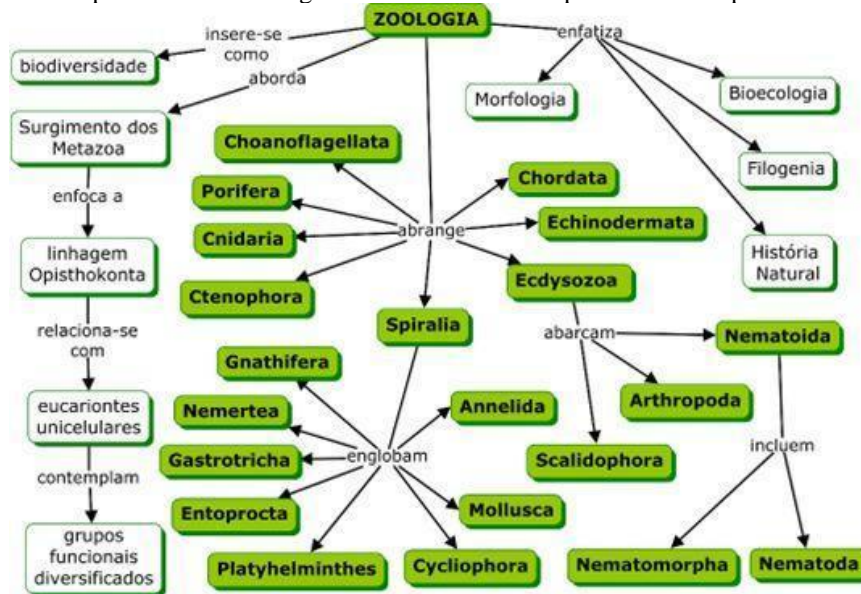 ZOOLOGIA
insere-se
como
enfatiza
biodiversidade
aborda
Morfologia
Bioecologia
Surgimento dos
Metazoa
Choanoflagellata
Filogenia
Porifera
Chordata
enfoca a
Cnidaria
abrange
Echinodermata
História
Natural
linhagem
Opisthokonta
Ctenophora
Ecdysozoa
relaciona-se
com
Spiralia
abarcam
Nematoida
Gnathifera
eucariontes
unicelulares
Nemertea
Annelida
Arthropoda
Gastrotricha
englobam
Scalidophora
incluem
contemplam
Entoprocta
Mollusca
grupos
funcionais
diversificados
Platyhelminthes
Cycliophora
Nematomorpha
Nematoda